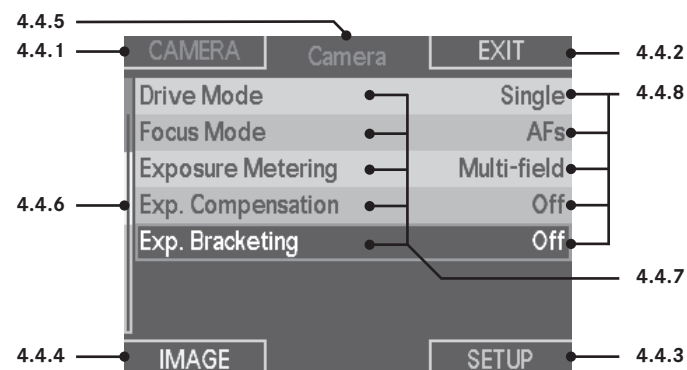 4.4.5
4.4.1 CAMERA Camera EXIT 4.4.2
Drive Mode Single 4.4.8
Focus Mode AFs
Exposure Metering Multi-field
4.4.6 Exp. Compensation Off
Exp. Bracketing Off
4.4.7
4.4.4 IMAGE SETUP 4.4.3